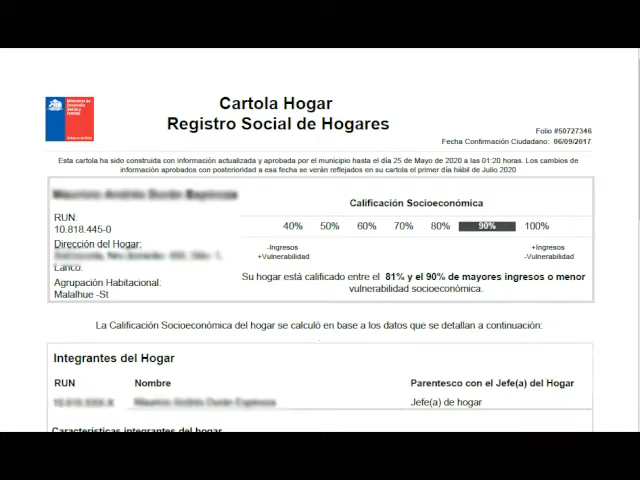 Cartola Hogar
Registro Social de Hogares
Folio #50727346
Fecha Confirmación Ciudadano: 06/09/2017
Esta cartola ha sido construida con información actualizada y aprobada por el municipio hasta el día 25 de Mayo de 2020 a las 01:20 horas. Los cambios de
información aprobados con posterioridad a esa fecha se verán reflejados en su cartola el primer día hábil de Julio 2020
Calificación Socioeconómica
RUN:
10.818.445-0
40% 50% 60% 70% 80% 90% 100%
Dirección del Hogar:
-Ingresos +Ingresos
+Vulnerabilidad -Vulnerabilidad
Lanco.
Agrupación Habitacional:
Malalhue -St
Su hogar está calificado entre el 81% y el 90% de mayores ingresos o menor
vulnerabilidad socioeconómica.
La Calificación Socioeconómica del hogar se calculó en base a los datos que se detallan a continuación:
Integrantes del Hogar
RUN Nombre Parentesco con el Jefe(a) del Hogar
Jefe(a) de hogar
Características integrantes del hogar